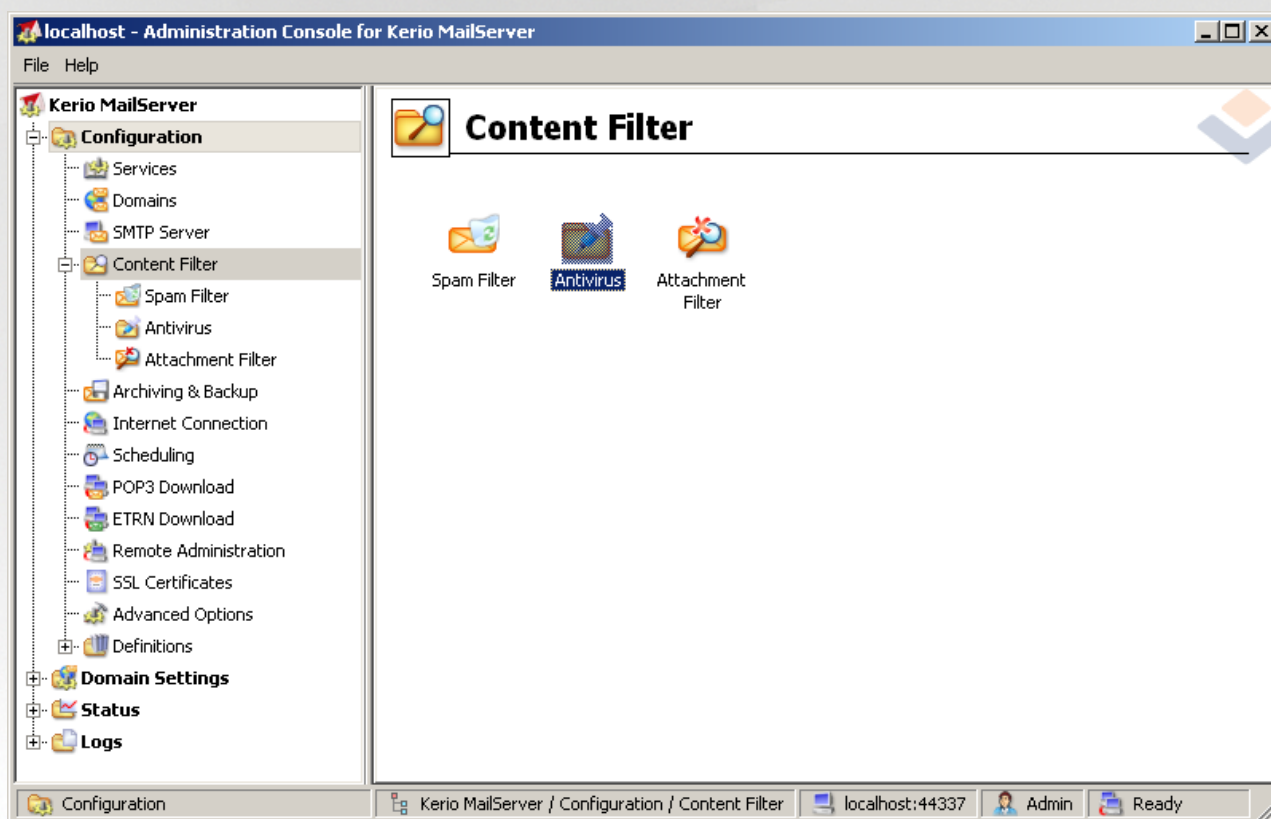 localhost - Administration Console for Kerio MailServer
File Help
Kerio MailServer
Configuration
Services
Domains
SMTP Server
Content Filter
Spam Filter
Antivirus
Attachment Filter
Archiving & Backup
Internet Connection
Scheduling
POP3 Download
ETRN Download
Remote Administration
SSL Certificates
Advanced Options
Definitions
Domain Settings
Status
Logs
Content Filter
Spam Filter
Antivirus
Attachment
Filter
Configuration
Kerio MailServer / Configuration / Content Filter
localhost:44337
Admin
Ready